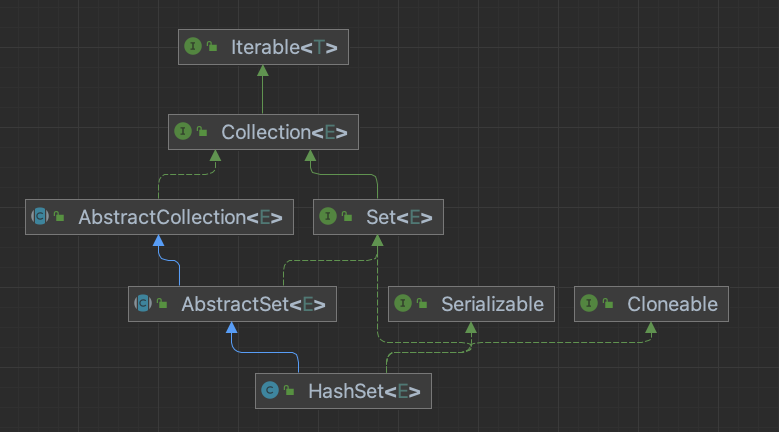 Iterable<T>
Collection<E>
AbstractCollection<E>
Set<E>
AbstractSet<E>
Serializable
Cloneable
HashSet<E>